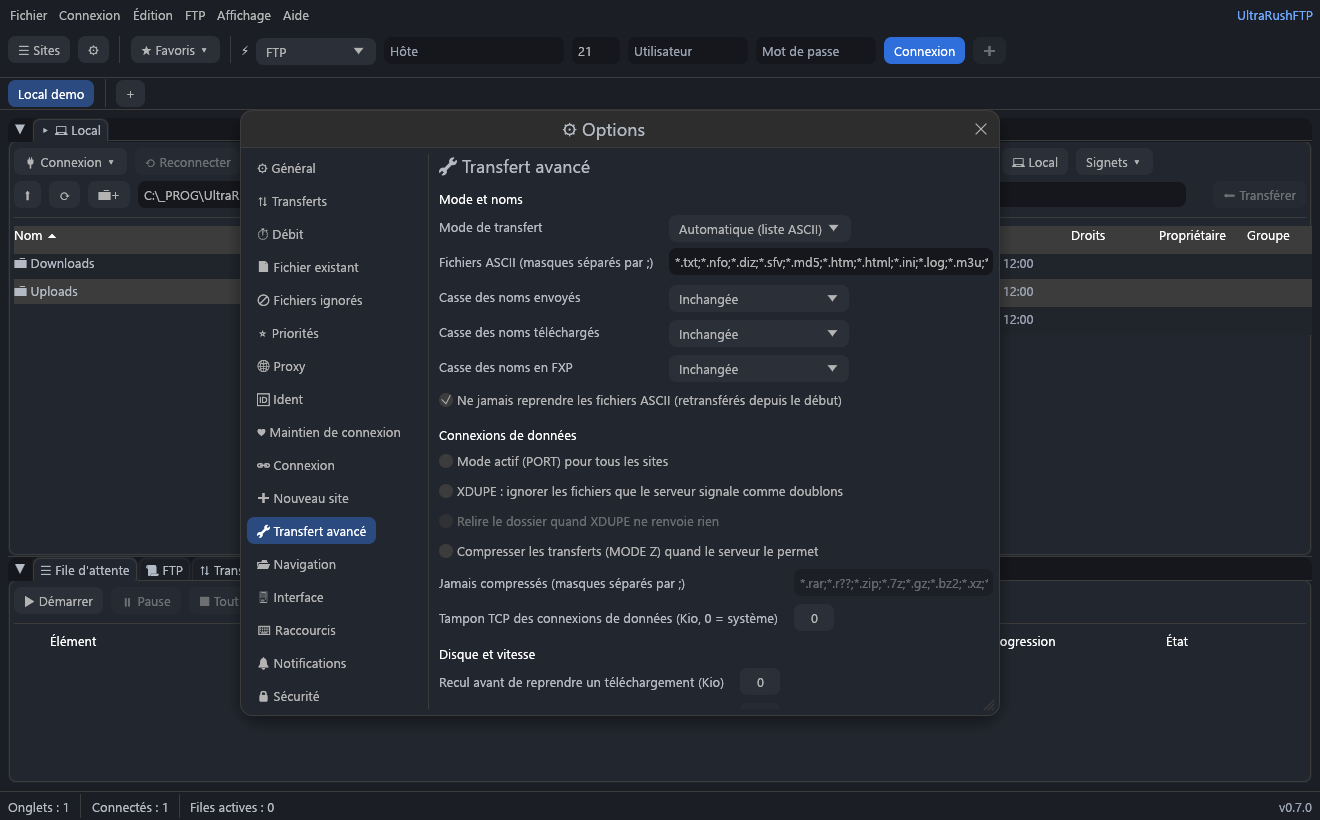 Fichier Connexion Édition FTP Affichage Aide UltraRushFTP
Sites Favoris FTP Hôte 21 Utilisateur Mot de passe Connexion +
Local demo +
Local
Options
Connexion Reconnecter Local Signets
C:\_PROG\UltraR Transférer
Nom Droits Propriétaire Groupe
Downloads 12:00
Uploads 12:00
12:00
Général
Transferts
Débit
Fichier existant
Fichiers ignorés
Priorités
Proxy
Ident
Maintien de connexion
Connexion
Nouveau site
Transfert avancé
Navigation
Interface
Raccourcis
Notifications
Sécurité
Transfert avancé
Mode et noms
Mode de transfert Automatique (liste ASCII)
Fichiers ASCII (masques séparés par ;) *.txt;*.nfo;*.diz;*.sfv;*.md5;*.htm;*.html;*.ini;*.log;*.m3u;*
Casse des noms envoyés Inchangée
Casse des noms téléchargés Inchangée
Casse des noms en FXP Inchangée
Ne jamais reprendre les fichiers ASCII (retransférés depuis le début)
Connexions de données
Mode actif (PORT) pour tous les sites
XDUPE : ignorer les fichiers que le serveur signale comme doublons
Relire le dossier quand XDUPE ne renvoie rien
Compresser les transferts (MODE Z) quand le serveur le permet
Jamais compressés (masques séparés par ;) *.rar;*.r??;*.zip;*.7z;*.gz;*.bz2;*.xz;*
Tampon TCP des connexions de données (Kio, 0 = système) 0
Disque et vitesse
Recul avant de reprendre un téléchargement (Kio) 0
File d'attente FTP Trans
Démarrer Pause Tout
Élément ogression État
Onglets : 1 Connectés : 1 Files actives : 0 v0.7.0